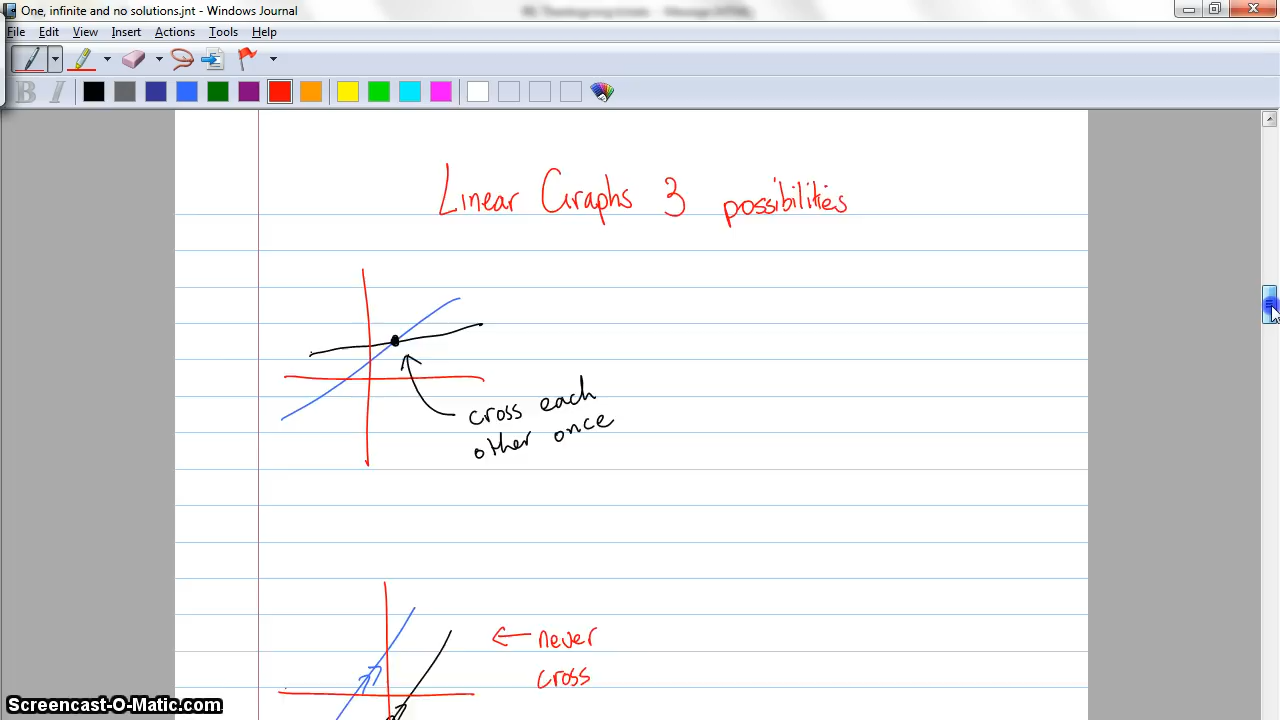 One, infinite and no solutions.jnt - Windows Journal
File Edit View Insert Actions Tools Help
B I
Linear Graphs 3 possibilities
cross each
other once
← never
cross
Screencast-O-Matic.com